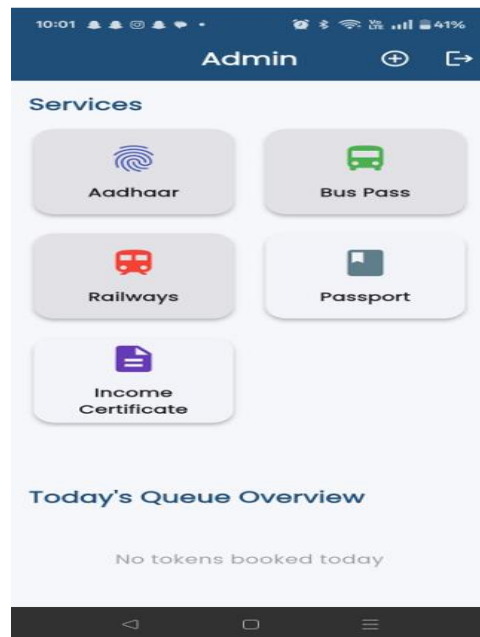 10:01
41%
Admin
Services
Aadhaar
Bus Pass
Railways
Passport
Income
Certificate
Today's Queue Overview
No tokens booked today